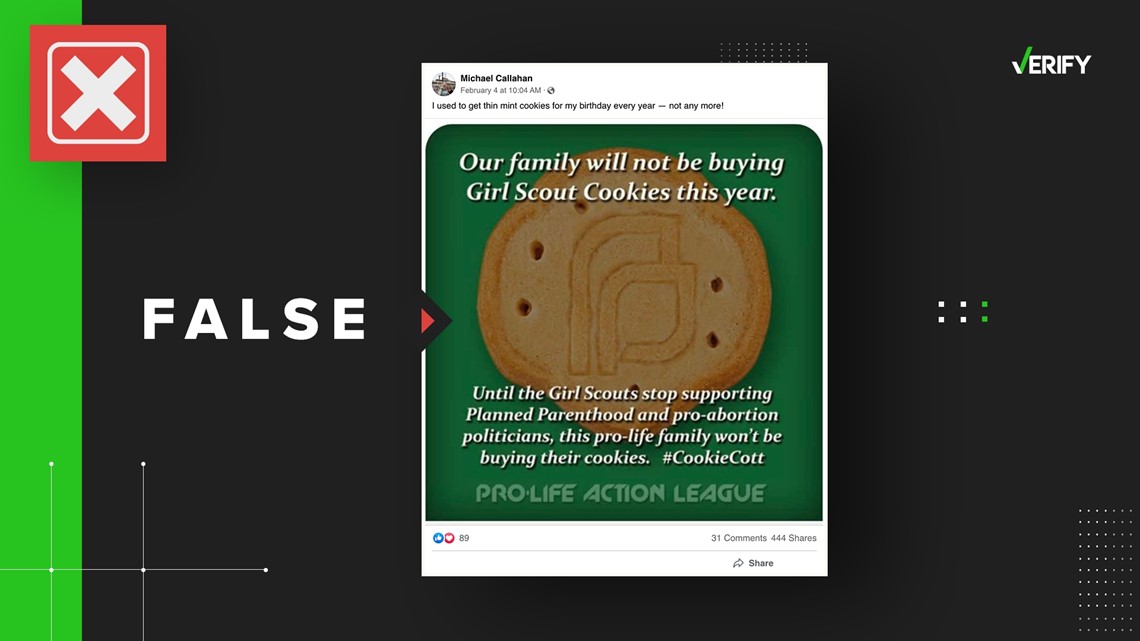 VERIFY
Michael Callahan
February 4 at 10:04 AM ·
I used to get thin mint cookies for my birthday every year — not any more!
Our family will not be buying
Girl Scout Cookies this year.
FALSE
Until the Girl Scouts stop supporting
Planned Parenthood and pro-abortion
politicians, this pro-life family won't be
buying their cookies. #CookieCott
PRO-LIFE ACTION LEAGUE
89
31 Comments 444 Shares
Share